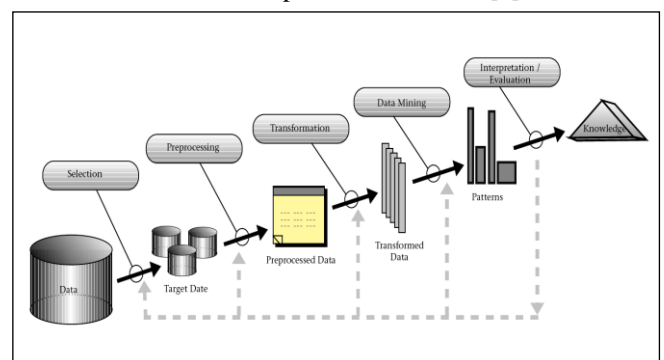 Interpretation /
Evaluation
Data Mining
Transformation
Preprocessing
Selection
Knowledge
Patterns
Transformed
Data
Preprocessed Data
Target Date
Data